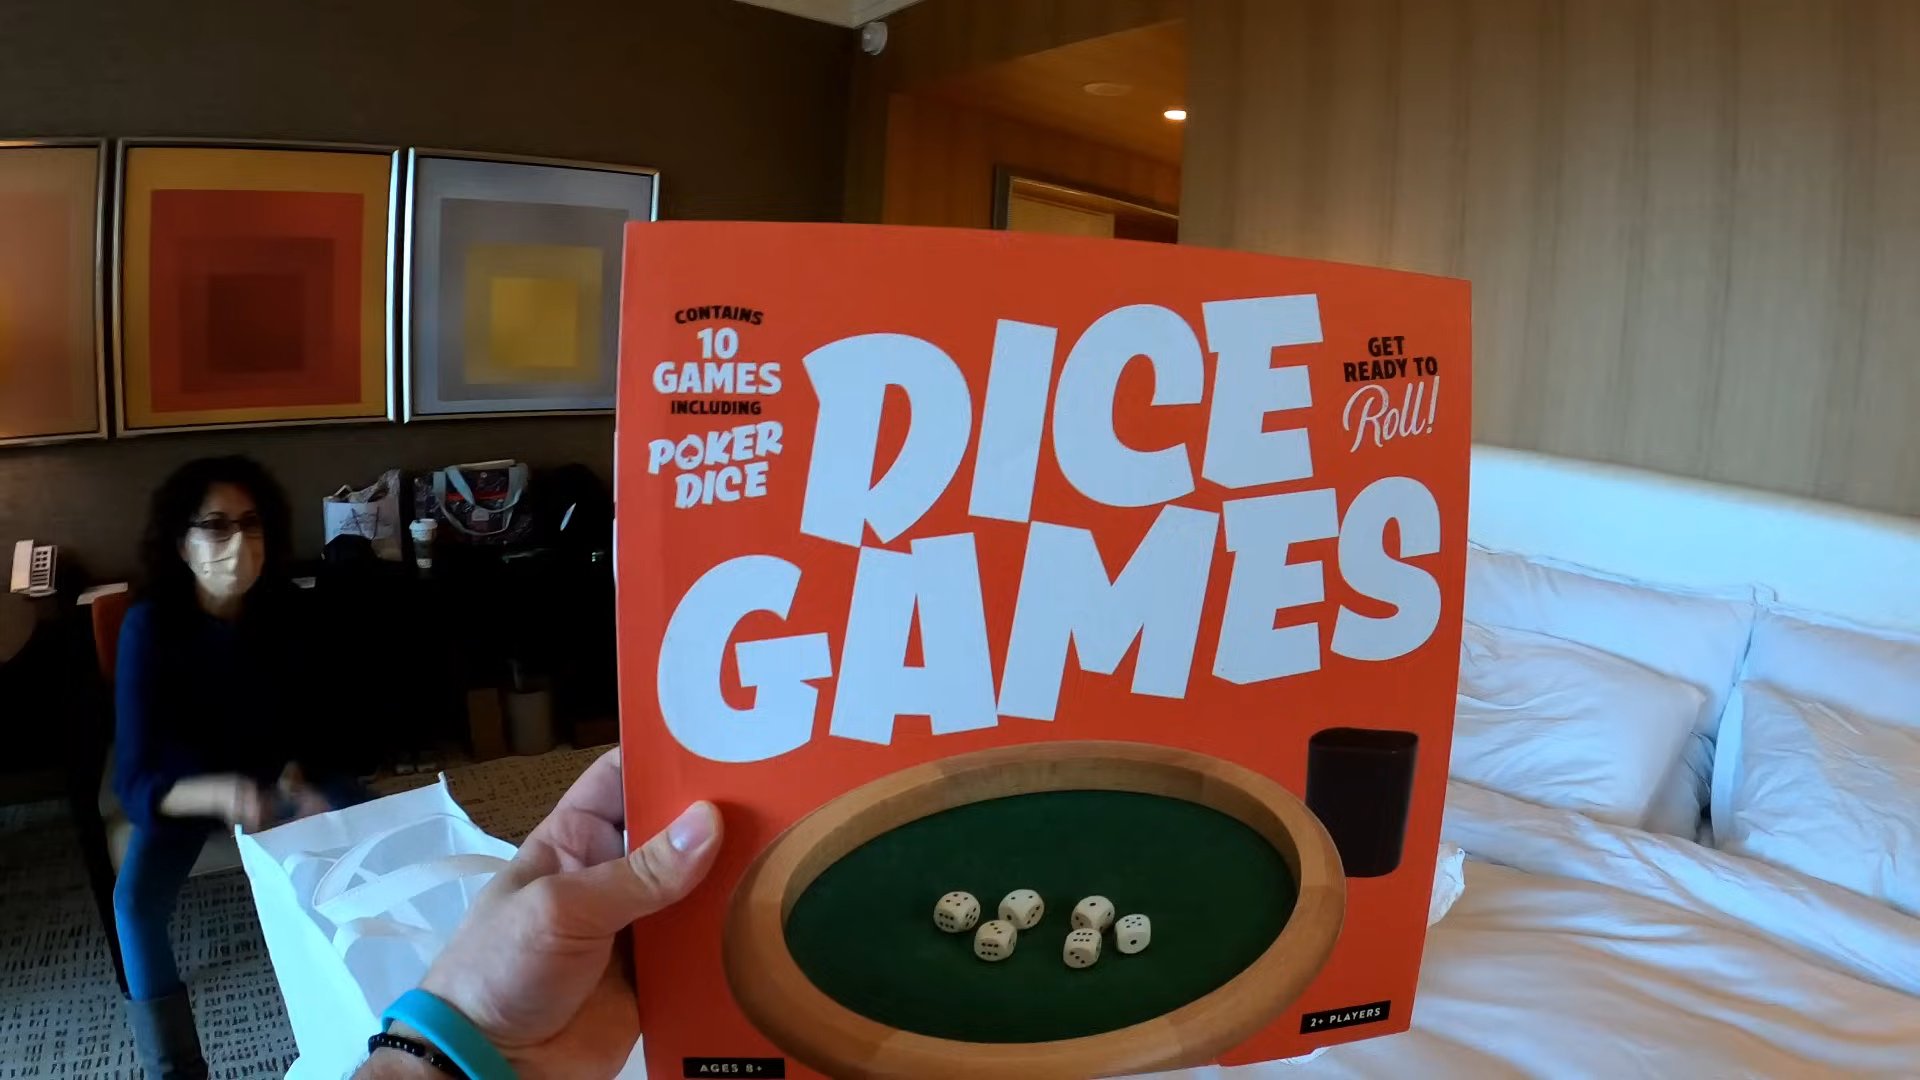 CONTAINS
10
GAMES
INCLUDING
POKER
DICE
DICE
GAMES
GET
READY TO
Roll!
2+ PLAYERS
AGES 8+